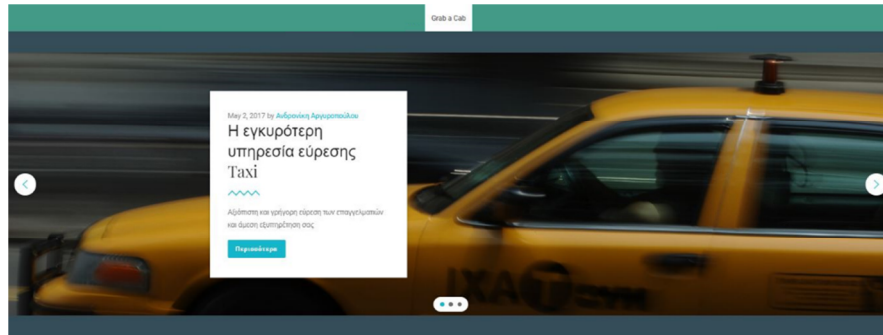 Grab a Cab
May 2, 2017 by Ανδρονίκη Αργυροπούλου
Η εγκυρότερη
υπηρεσία εύρεσης
Taxi
Αξιόπιστη και γρήγορη εύρεση των επαγγελματιών
και άμεση εξυπηρέτηση σας
Περισσότερα